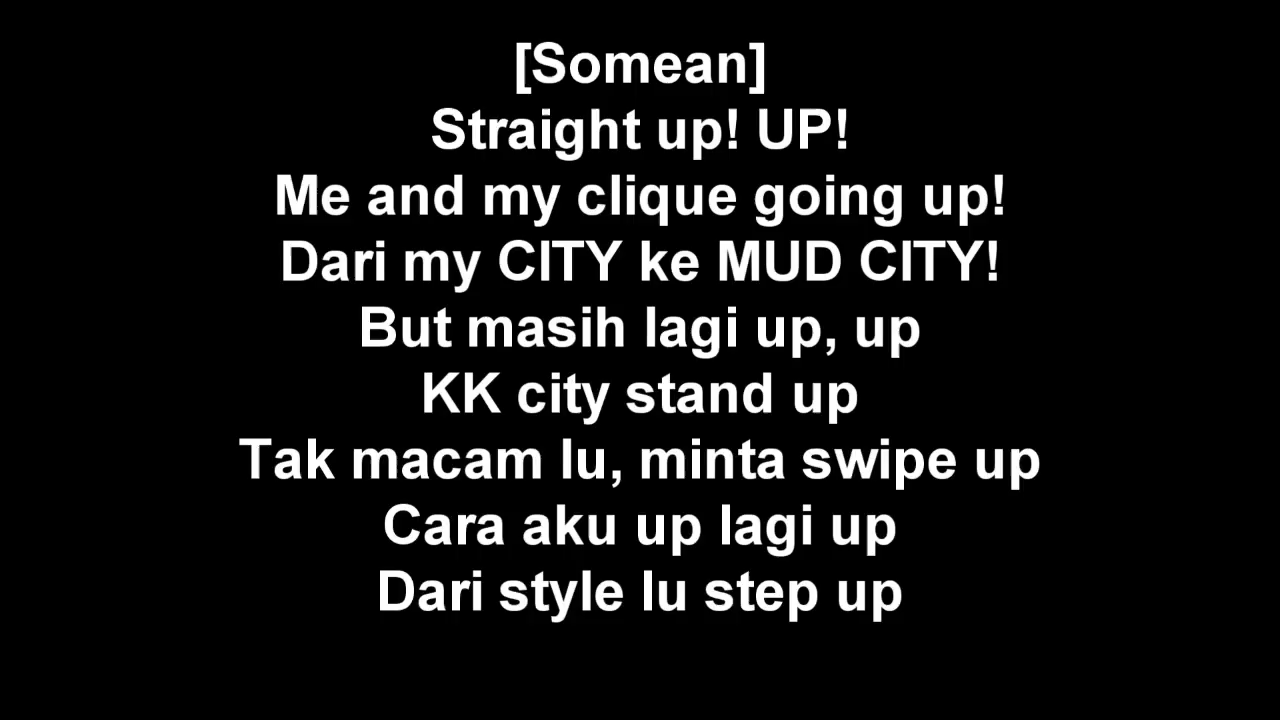 [Somean]
Straight up! UP!
Me and my clique going up!
Dari my CITY ke MUD CITY!
But masih lagi up, up
KK city stand up
Tak macam lu, minta swipe up
Cara aku up lagi up
Dari style lu step up